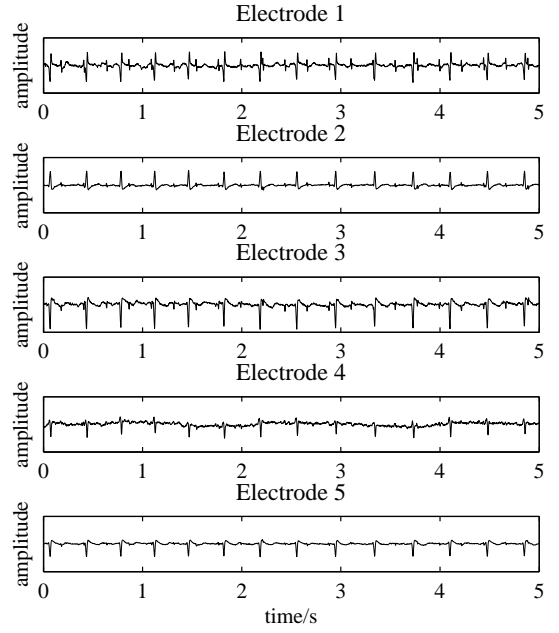 Electrode 1
amplitude
0 1 2 3 4 5
Electrode 2
amplitude
0 1 2 3 4 5
Electrode 3
amplitude
0 1 2 3 4 5
Electrode 4
amplitude
0 1 2 3 4 5
Electrode 5
amplitude
0 1 2 3 4 5
time/s